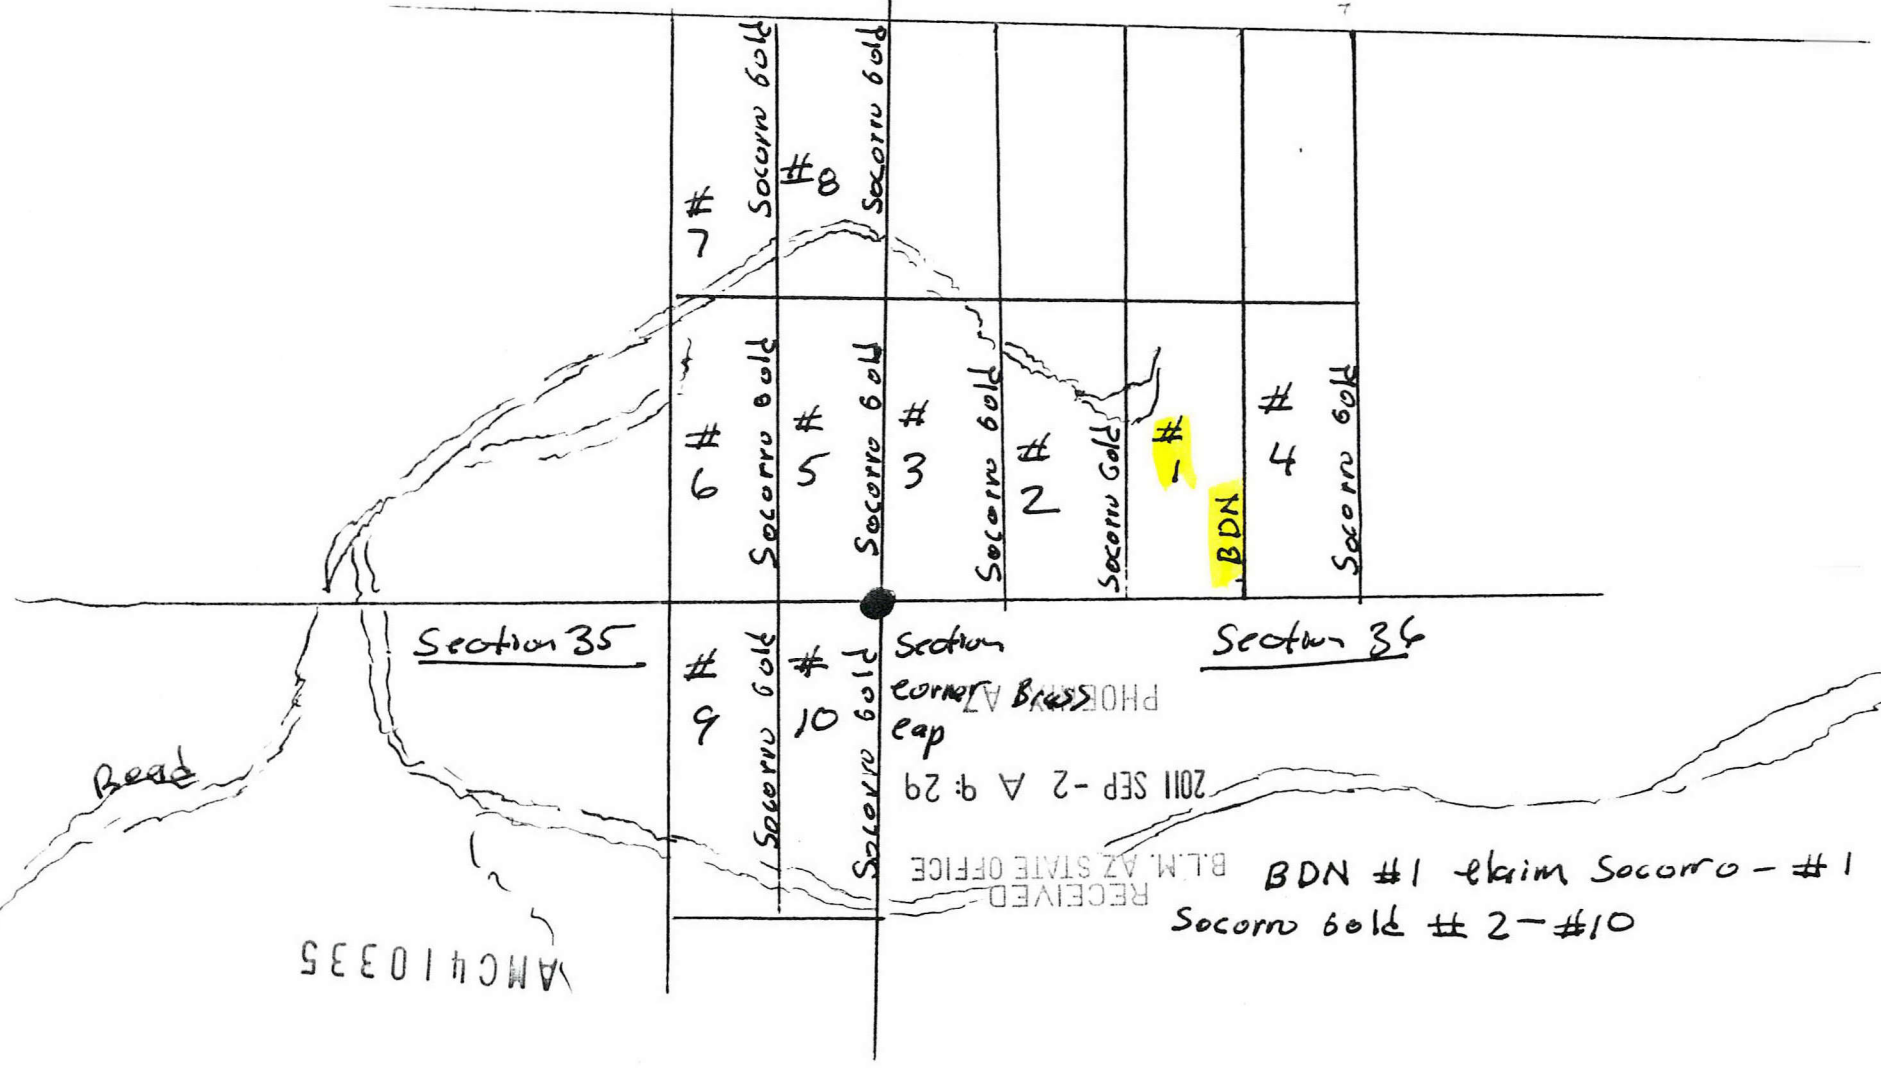 Socorro Gold
Socorro Gold
#8
#
7
Socorro Gold
#
6
Socorro Gold
#
5
Socorro Gold
#
3
Socorro Gold
#
2
Socorro Gold
#
1
BDN
#
4
Socorro Gold
Section 35
Section 36
Section
corner Brass
cap
#
9
Socorro Gold
#
10
Socorro Gold
Road
PHOENIX, AZ
2011 SEP -2 A 9:29
B.L.M. AZ STATE OFFICE
RECEIVED
BDN #1 claim Socorro - #1
Socorro Gold #2 - #10
AMC410335